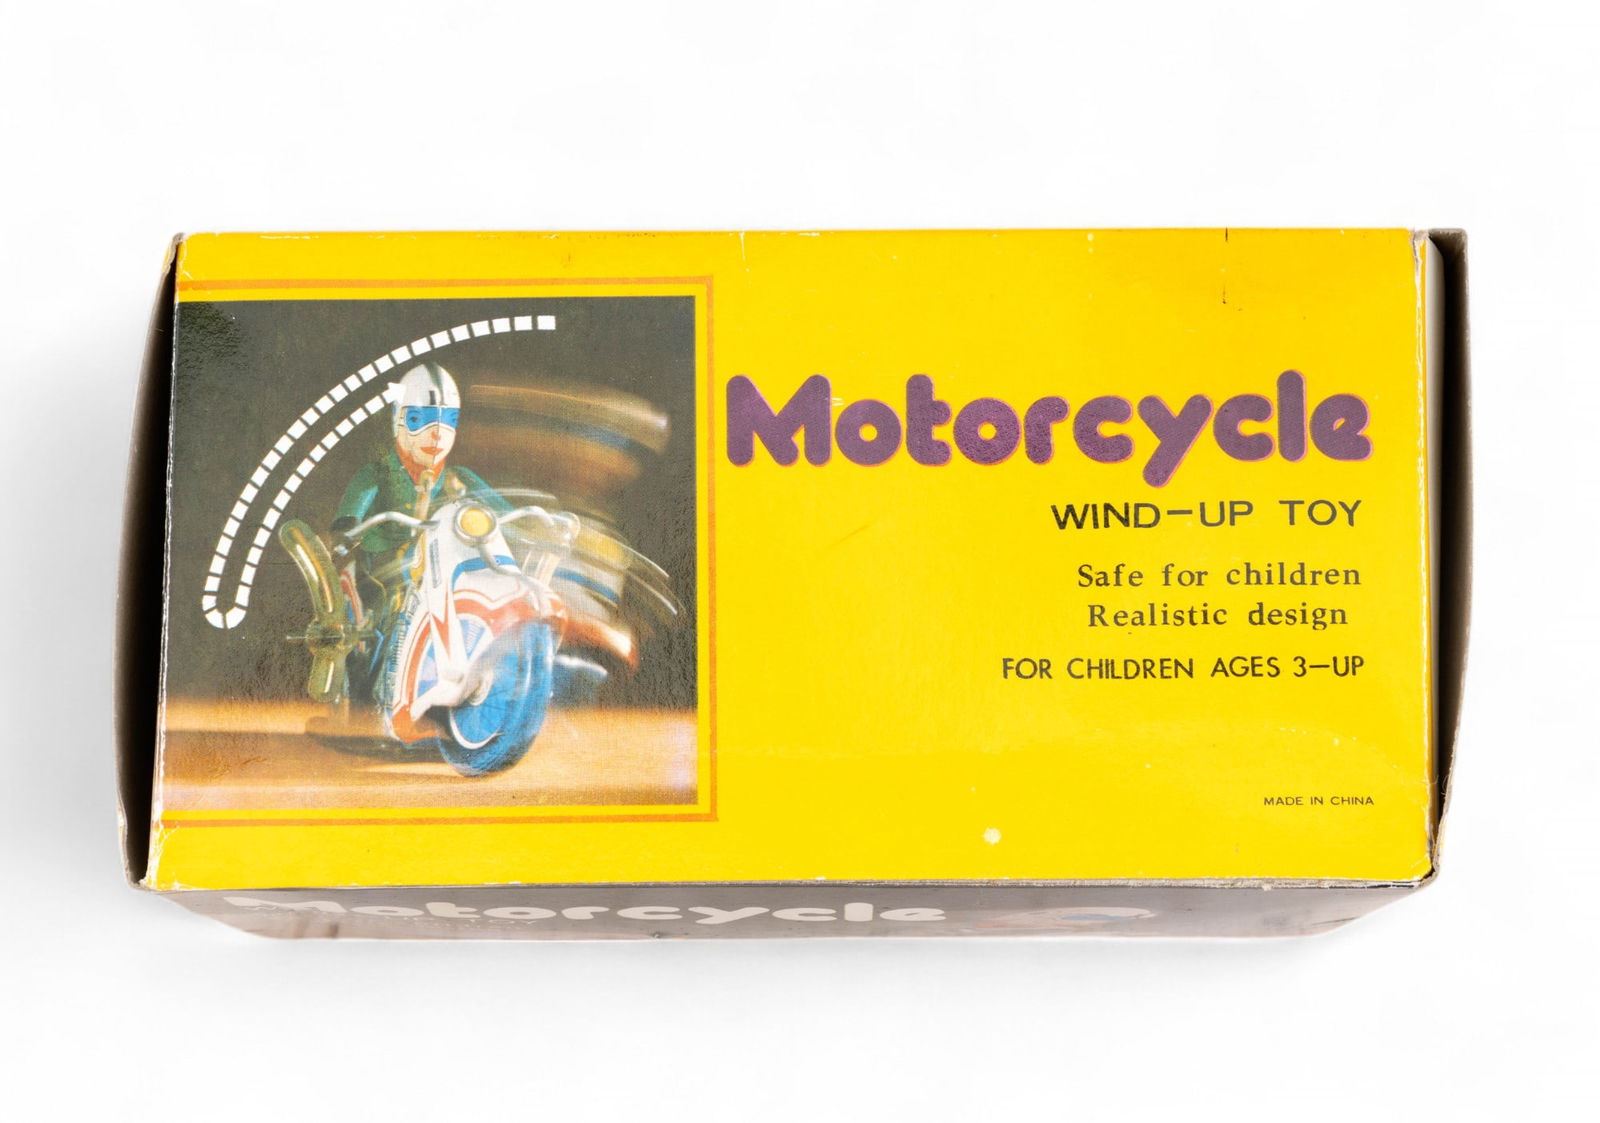 Motorcycle
WIND-UP TOY
Safe for children
Realistic design
FOR CHILDREN AGES 3-UP
MADE IN CHINA
Motorcycle